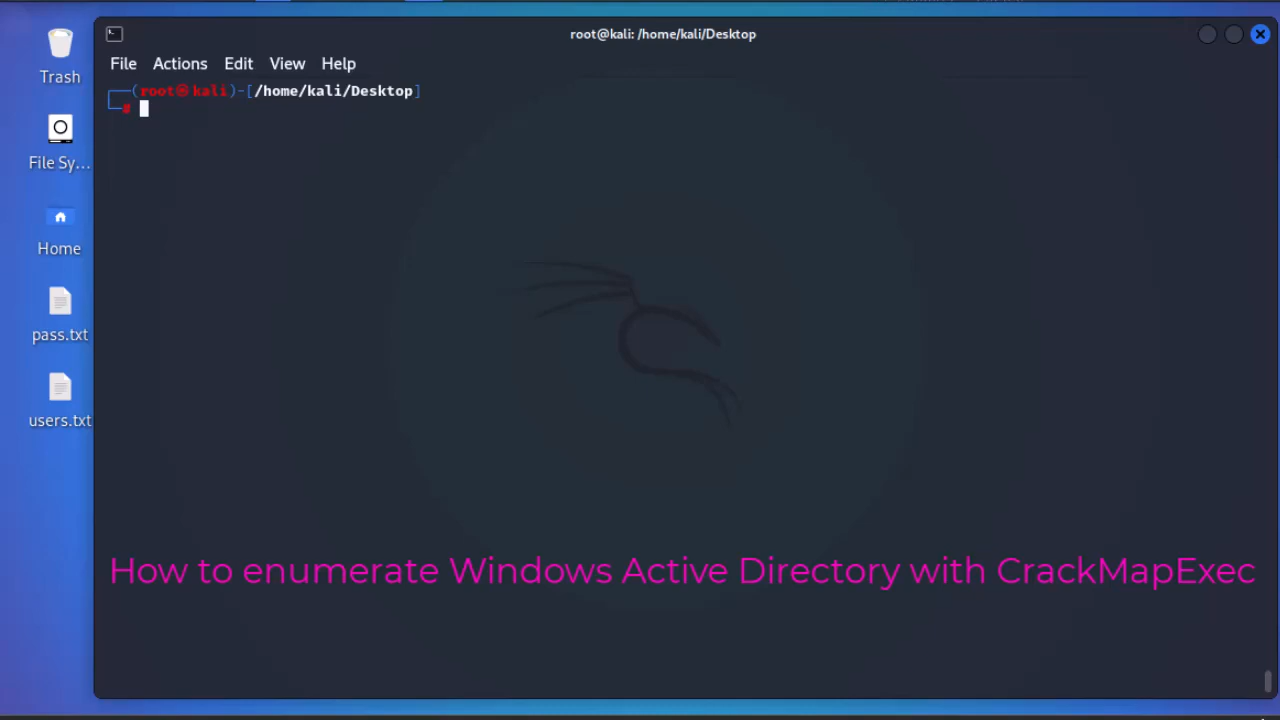 root@kali: /home/kali/Desktop
Trash
File Sy...
Home
pass.txt
users.txt
File Actions Edit View Help
(root㉿kali)-[/home/kali/Desktop]
#
How to enumerate Windows Active Directory with CrackMapExec